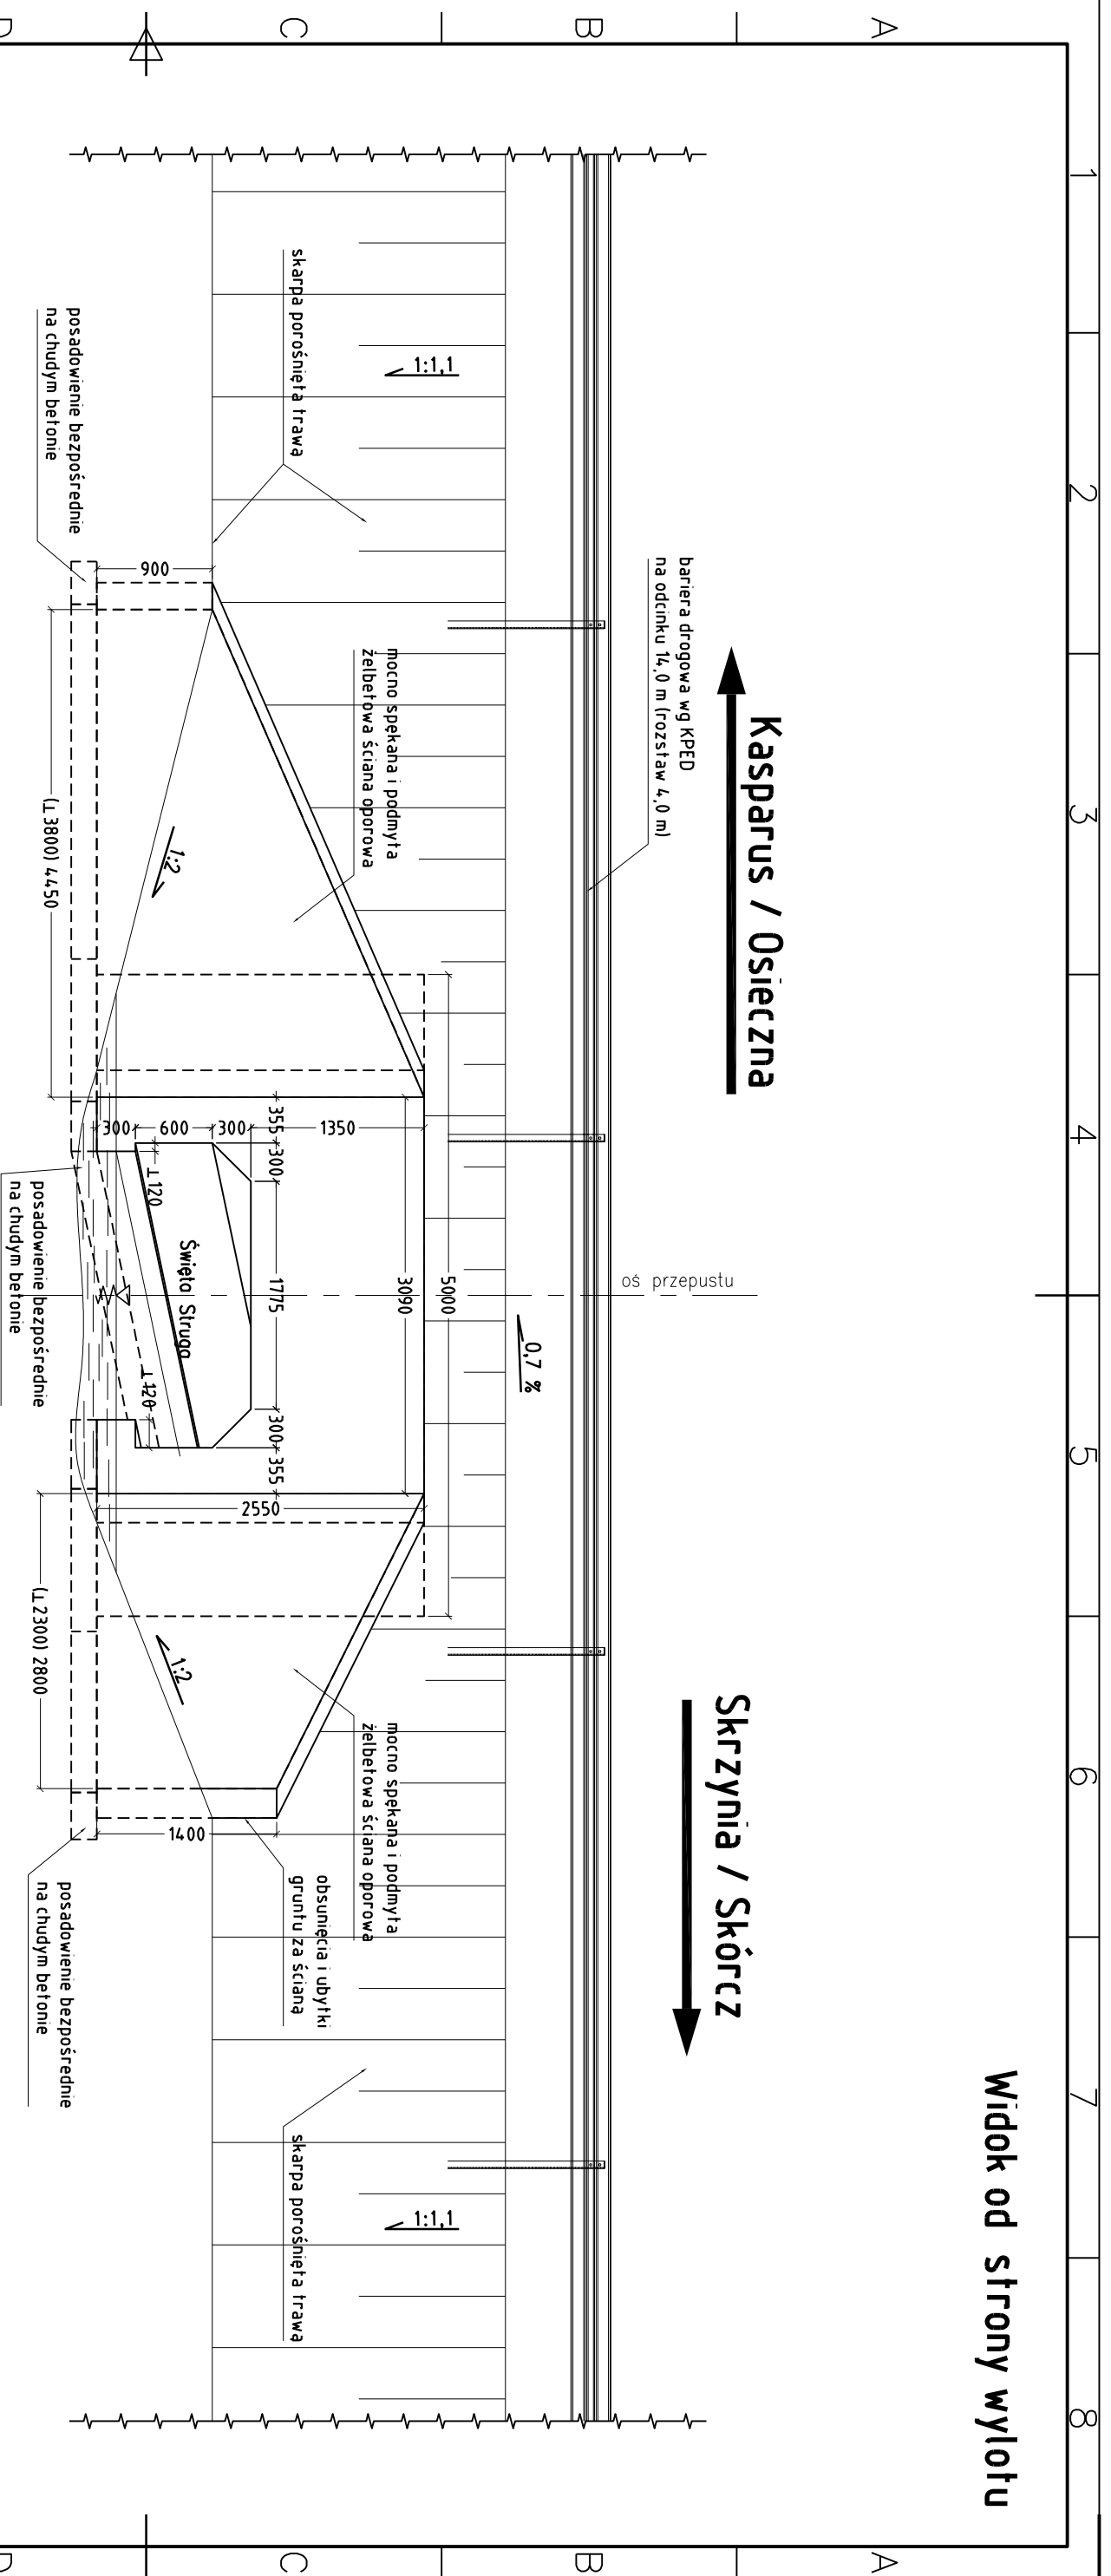 1
2
3
4
5
6
7
8
A
A
B
B
C
C
D
D
Widok od strony wylotu
Kasparus / Osieczna
Skrzynia / Skórcz
bariera drogowa wg KPED
na odcinku 14,0 m (rozstaw 4,0 m)
oś przepustu
0,7 %
1:1,1
1:1,1
5000
3090
skarpa porośnięta trawą
mocno spękana i podmyta
żelbetowa ściana oporowa
mocno spękana i podmyta
żelbetowa ściana oporowa
obsunięcia i ubytki
gruntu za ścianą
skarpa porośnięta trawą
355
300
1775
300
355
1350
300
600
300
2550
900
1400
⊥120
⊥120
Święta Struga
1:2
1:2
(⊥3800) 4450
(⊥2300) 2800
posadowienie bezpośrednie
na chudym betonie
posadowienie bezpośrednie
na chudym betonie
posadowienie bezpośrednie
na chudym betonie